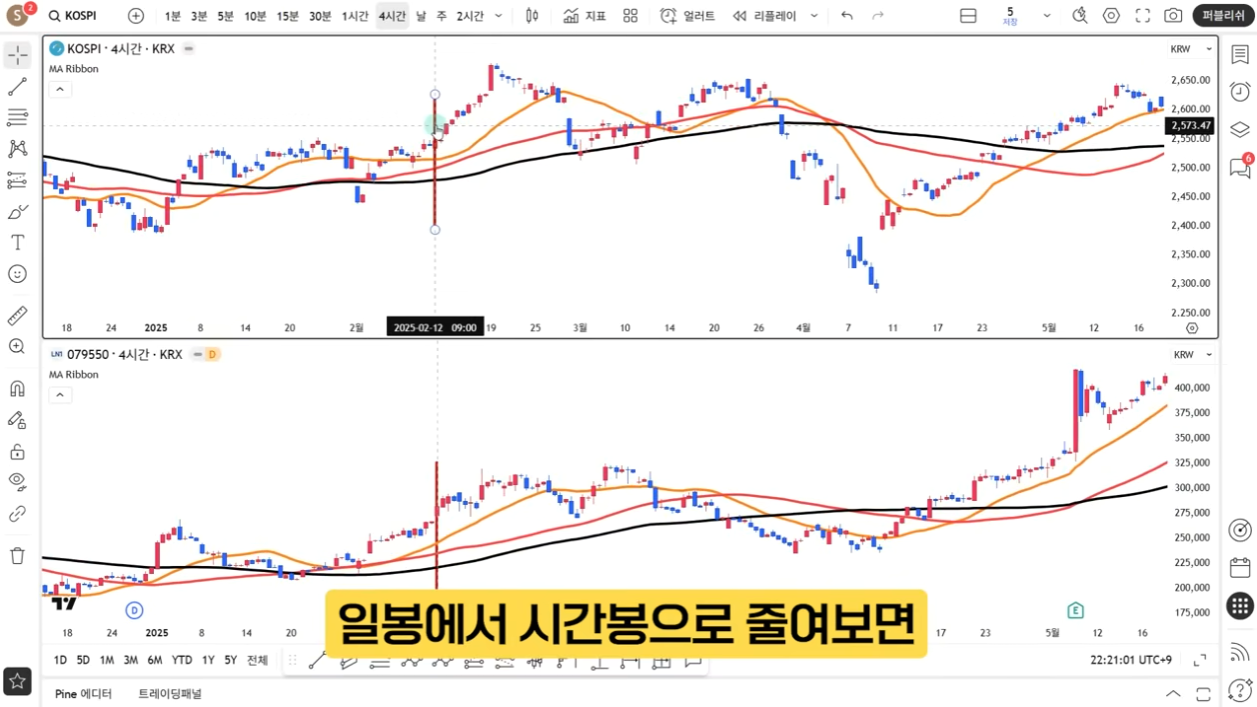 S 2 KOSPI 1분 3분 5분 10분 15분 30분 1시간 4시간 날 주 2시간 지표 얼러트 리플레이 5 저장 퍼블리쉬
KOSPI · 4시간 · KRX
KRW
MA Ribbon
2,650.00
2,600.00
2,573.47
2,550.00
2,500.00
2,450.00
2,400.00
2,350.00
2,300.00
2,250.00
6
18 24 2025 8 14 20 2월 2025-02-12 09:00 19 25 3월 10 14 20 26 4월 7 11 17 23 5월 12 16
LN1 079550 · 4시간 · KRX D
KRW
MA Ribbon
400,000
375,000
350,000
325,000
300,000
275,000
250,000
225,000
200,000
175,000
D
E
18 24 2025 8 14 20 17 23 5월 12 16
일봉에서 시간봉으로 줄여보면
1D 5D 1M 3M 6M YTD 1Y 5Y 전체
22:21:01 UTC+9
Pine 에디터 트레이딩패널